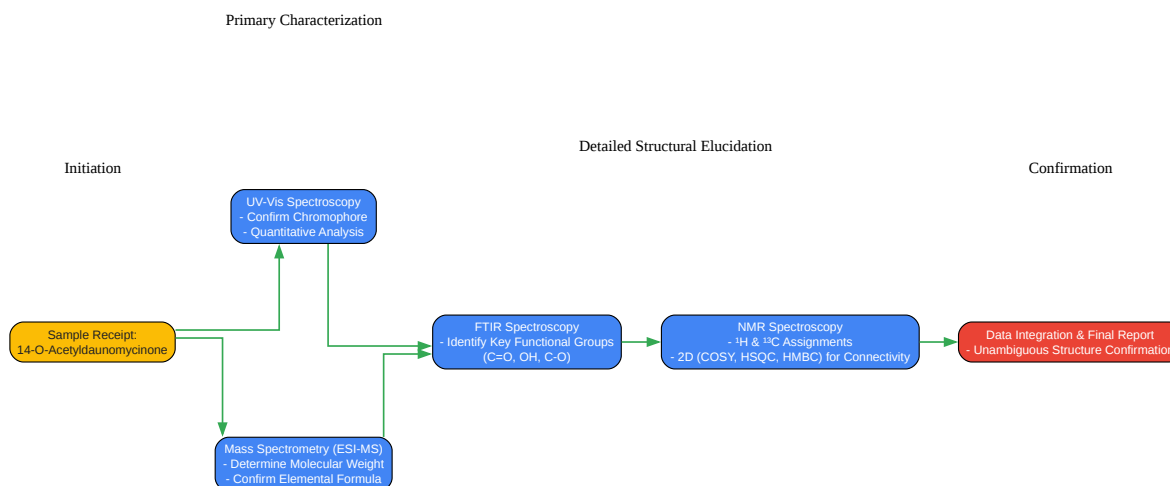 Primary Characterization
Detailed Structural Elucidation
Initiation
Confirmation
UV-Vis Spectroscopy
- Confirm Chromophore
- Quantitative Analysis
Sample Receipt:
14-O-Acetyldaunomycinone
FTIR Spectroscopy
- Identify Key Functional Groups
(C=O, OH, C-O)
NMR Spectroscopy
- ¹H & ¹³C Assignments
- 2D (COSY, HSQC, HMBC) for Connectivity
Data Integration & Final Report
- Unambiguous Structure Confirmation
Mass Spectrometry (ESI-MS)
- Determine Molecular Weight
- Confirm Elemental Formula